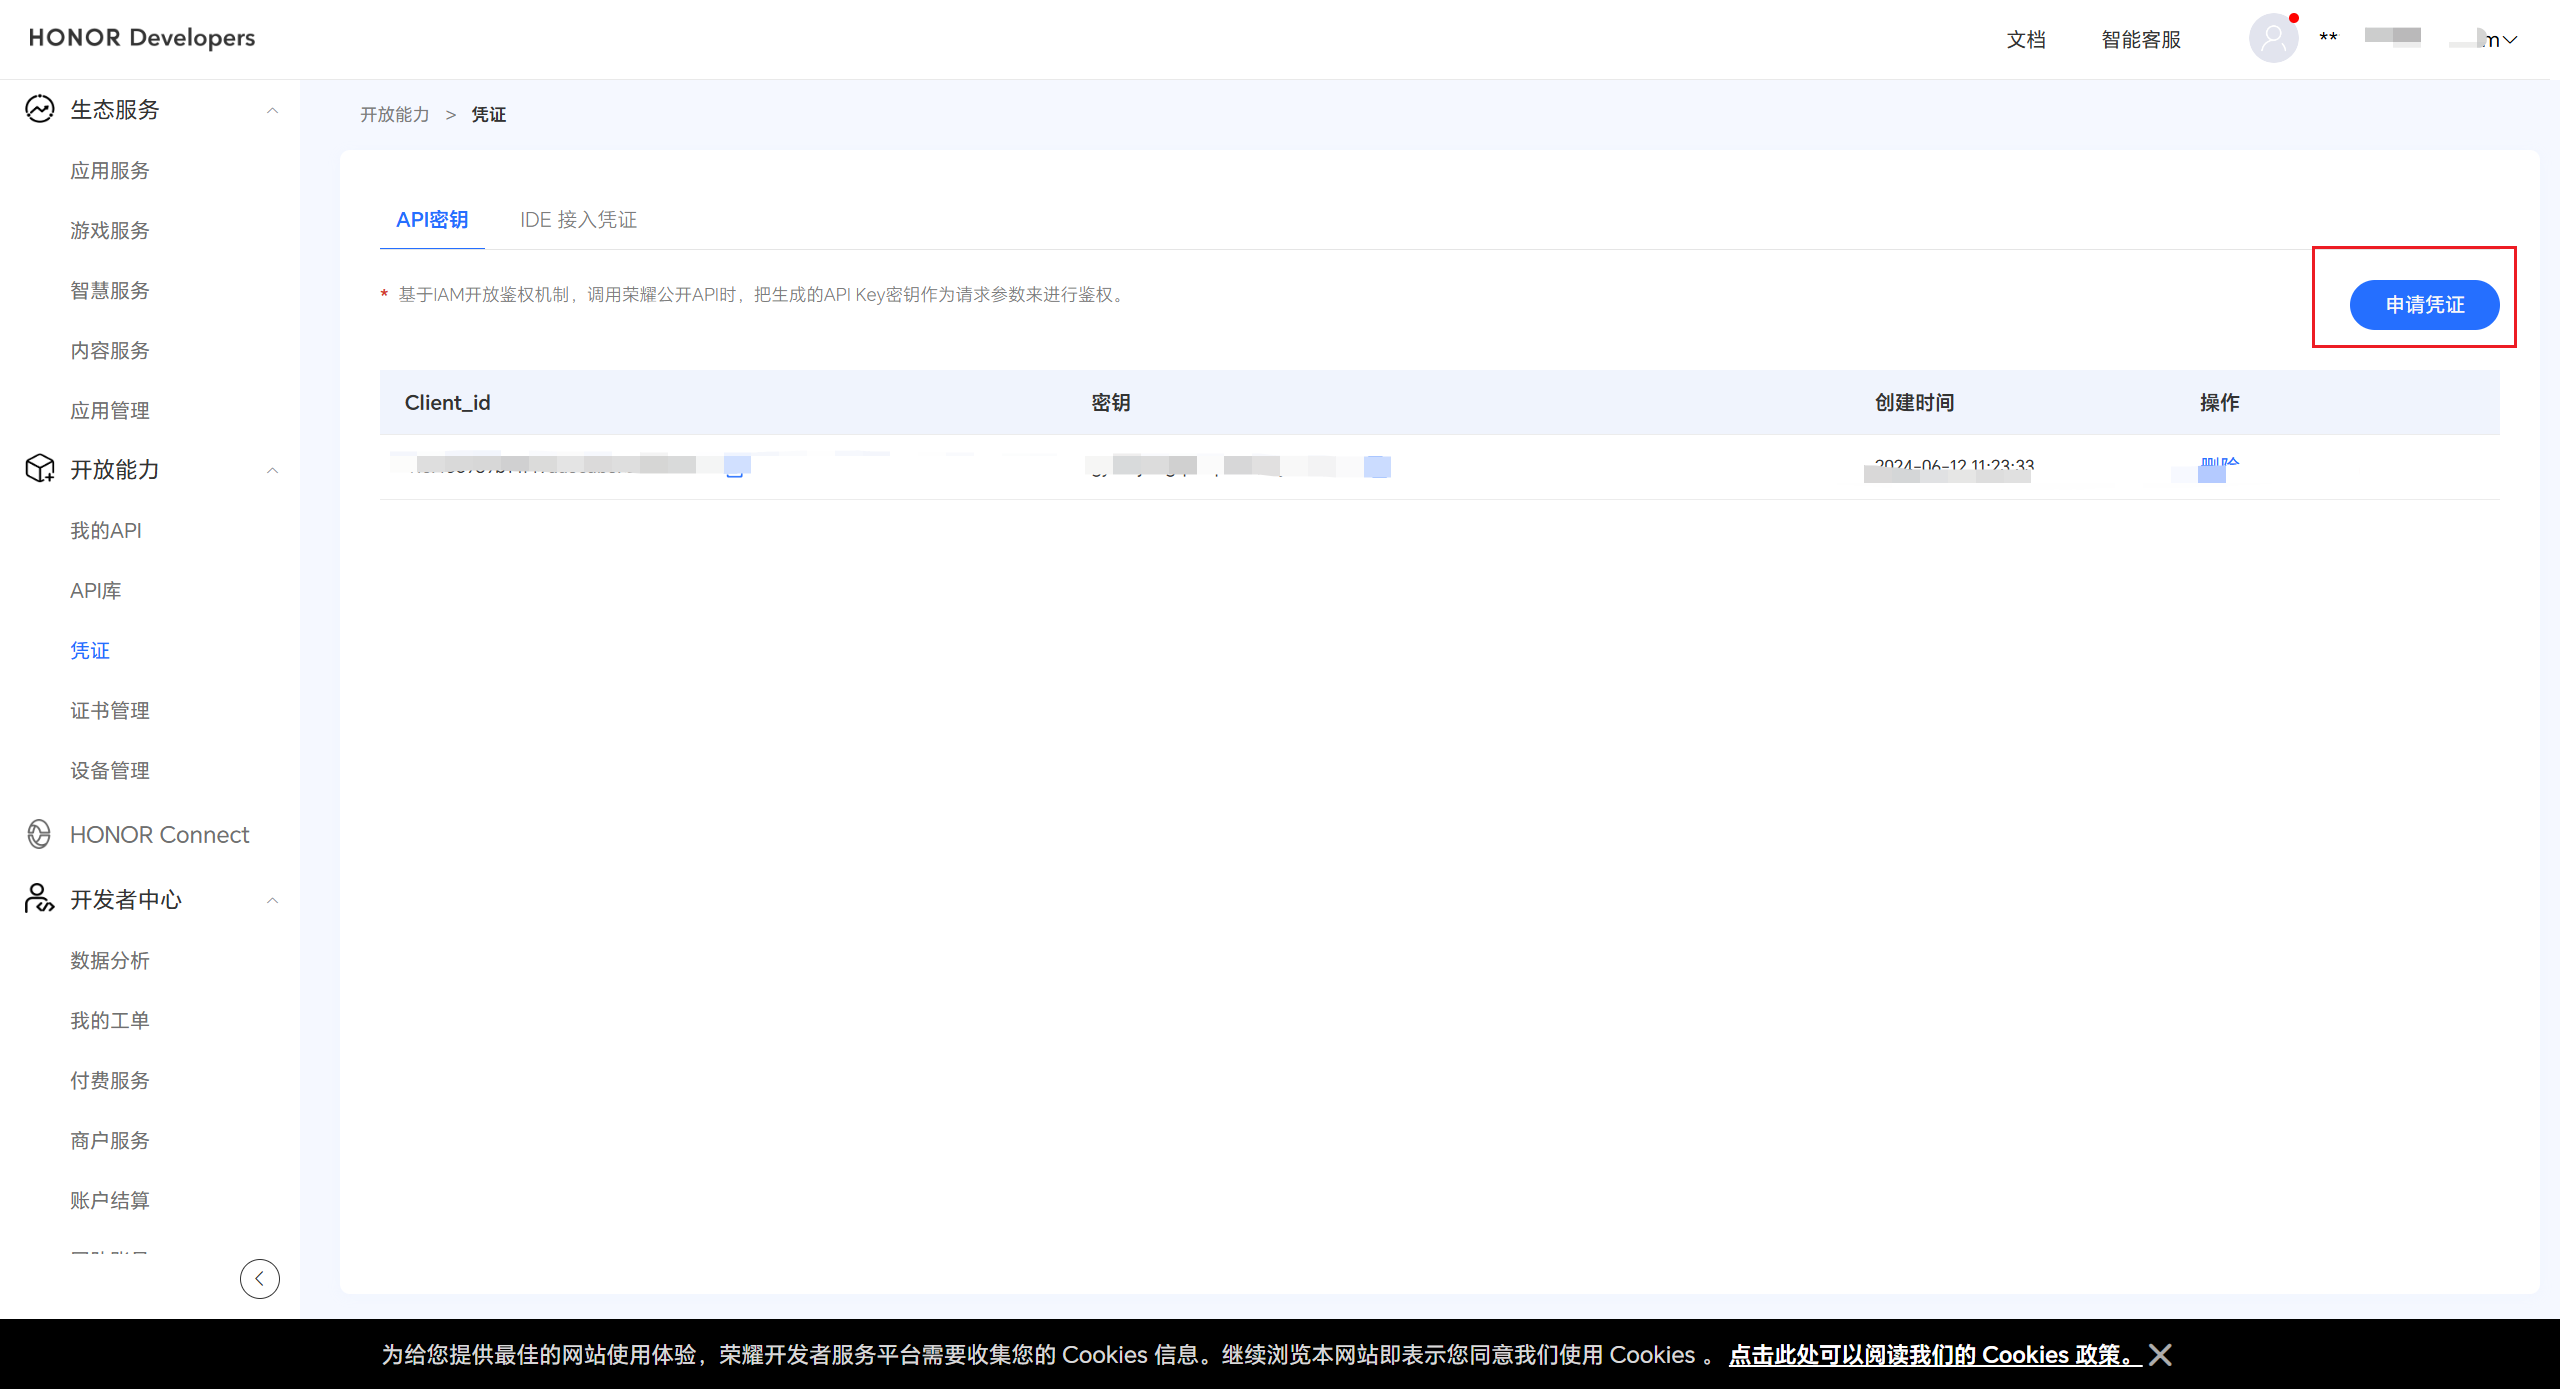 HONOR Developers
文档
智能客服
**
m
生态服务
应用服务
游戏服务
智慧服务
内容服务
应用管理
开放能力
我的API
API库
凭证
证书管理
设备管理
HONOR Connect
开发者中心
数据分析
我的工单
付费服务
商户服务
账户结算
开放能力 > 凭证
API密钥
IDE 接入凭证
* 基于IAM开放鉴权机制，调用荣耀公开API时，把生成的API Key密钥作为请求参数来进行鉴权。
申请凭证
Client_id 密钥 创建时间 操作
2024-06-12 11:23:33 删除
为给您提供最佳的网站使用体验，荣耀开发者服务平台需要收集您的 Cookies 信息。继续浏览本网站即表示您同意我们使用 Cookies 。 点击此处可以阅读我们的 Cookies 政策。